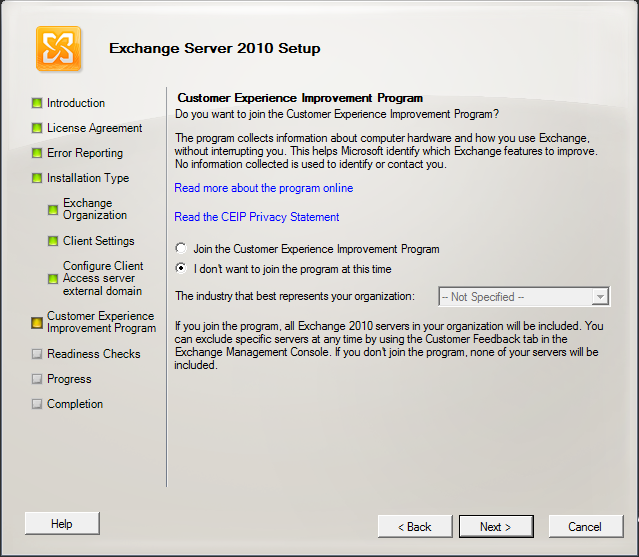 Exchange Server 2010 Setup
Introduction
License Agreement
Error Reporting
Installation Type
Exchange
Organization
Client Settings
Configure Client
Access server
external domain
Customer Experience
Improvement Program
Readiness Checks
Progress
Completion
Customer Experience Improvement Program
Do you want to join the Customer Experience Improvement Program?
The program collects information about computer hardware and how you use Exchange,
without interrupting you. This helps Microsoft identify which Exchange features to improve.
No information collected is used to identify or contact you.
Read more about the program online
Read the CEIP Privacy Statement
Join the Customer Experience Improvement Program
I don't want to join the program at this time
The industry that best represents your organization:
-- Not Specified --
If you join the program, all Exchange 2010 servers in your organization will be included. You
can exclude specific servers at any time by using the Customer Feedback tab in the
Exchange Management Console. If you don't join the program, none of your servers will be
included.
Help
< Back
Next >
Cancel